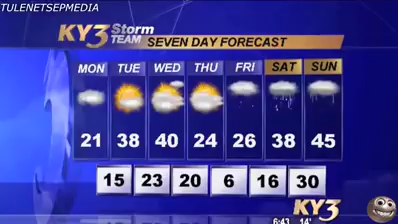 TULENETSEPMEDIA
KY3 Storm TEAM SEVEN DAY FORECAST
MON TUE WED THU FRI SAT SUN
21 38 40 24 26 38 45
15 23 20 6 16 30
KY3
6:43 14°